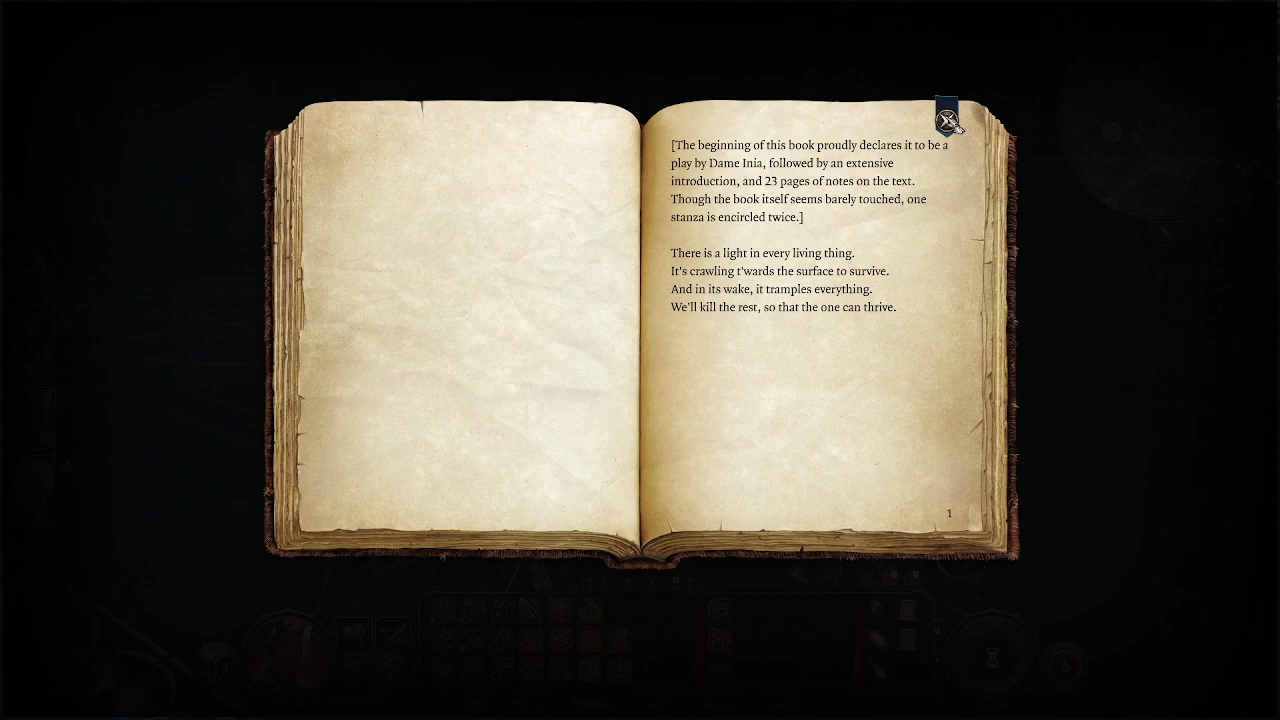 [The beginning of this book proudly declares it to be a
play by Dame Inia, followed by an extensive
introduction, and 23 pages of notes on the text.
Though the book itself seems barely touched, one
stanza is encircled twice.]
There is a light in every living thing.
It's crawling t'wards the surface to survive.
And in its wake, it tramples everything.
We'll kill the rest, so that the one can thrive.
1